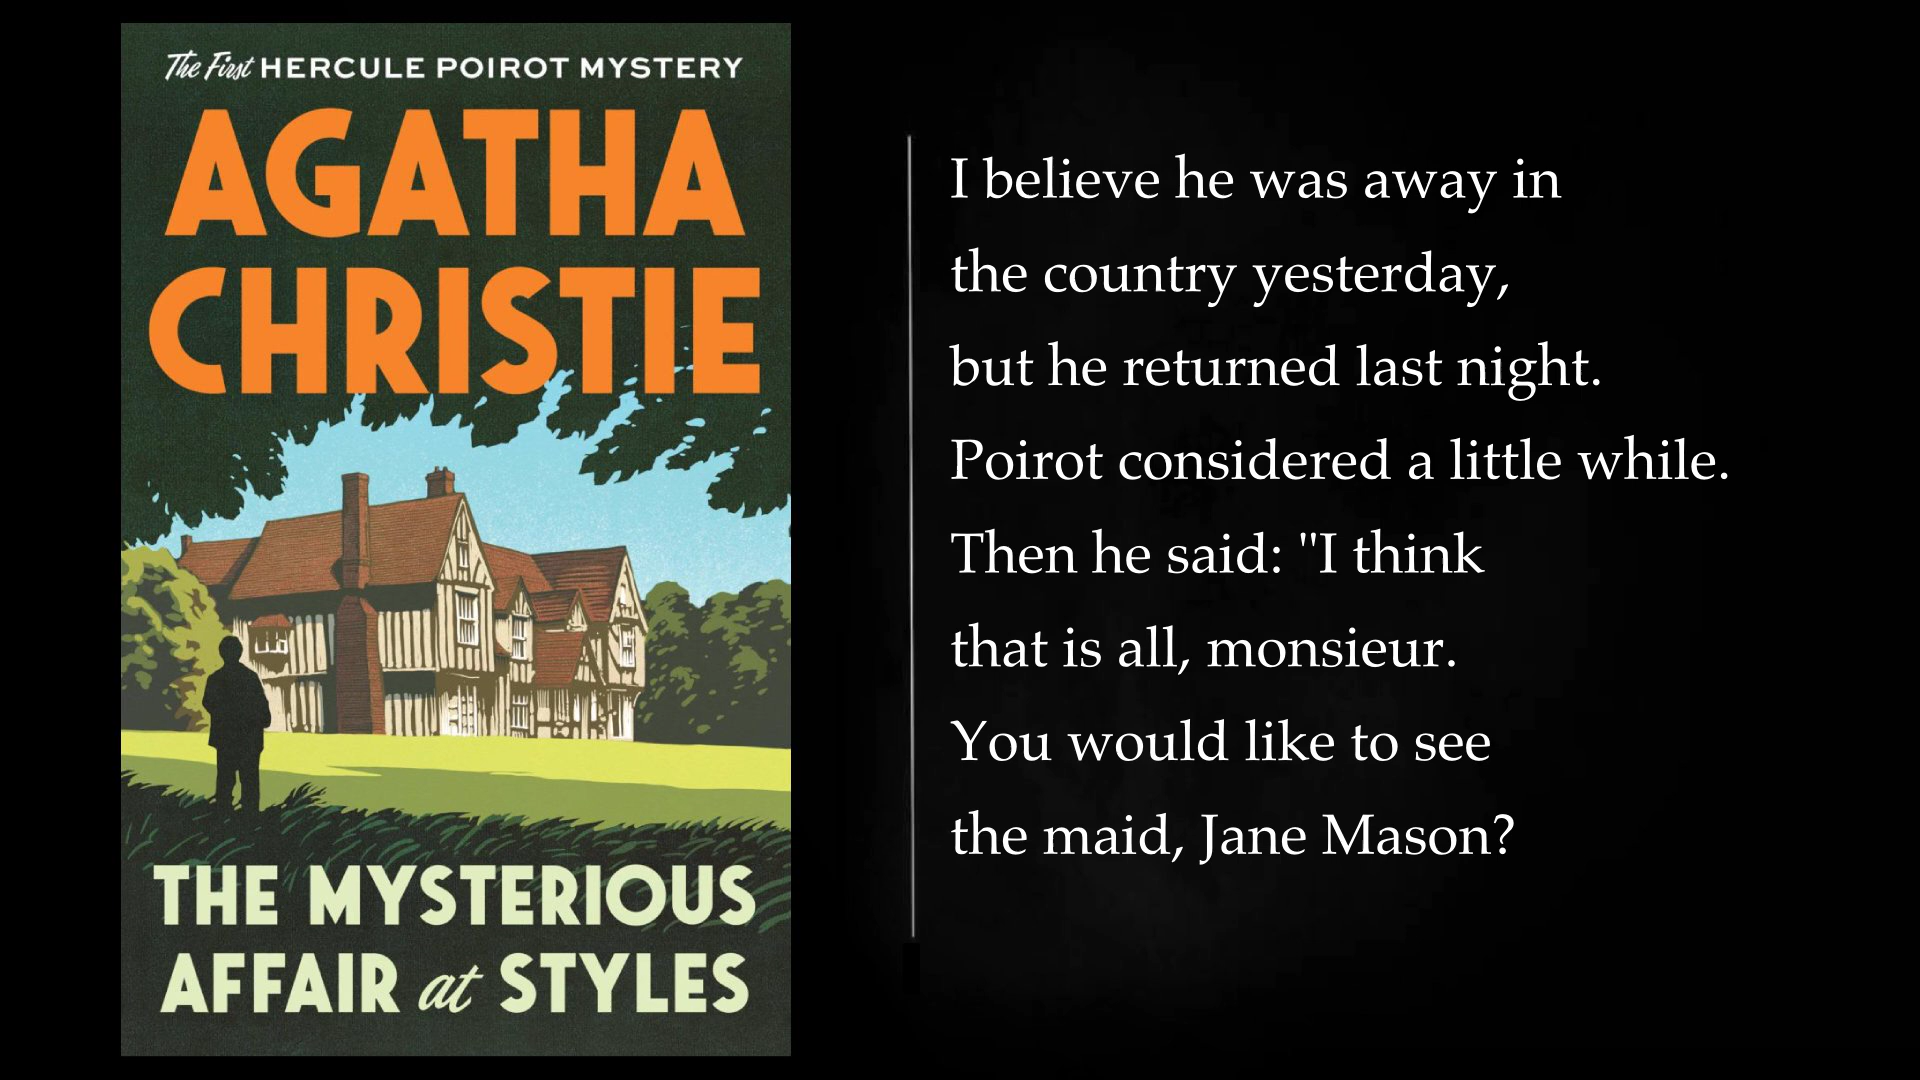 The First HERCULE POIROT MYSTERY
AGATHA
CHRISTIE
THE MYSTERIOUS
AFFAIR at STYLES
I believe he was away in
the country yesterday,
but he returned last night.
Poirot considered a little while.
Then he said: "I think
that is all, monsieur.
You would like to see
the maid, Jane Mason?